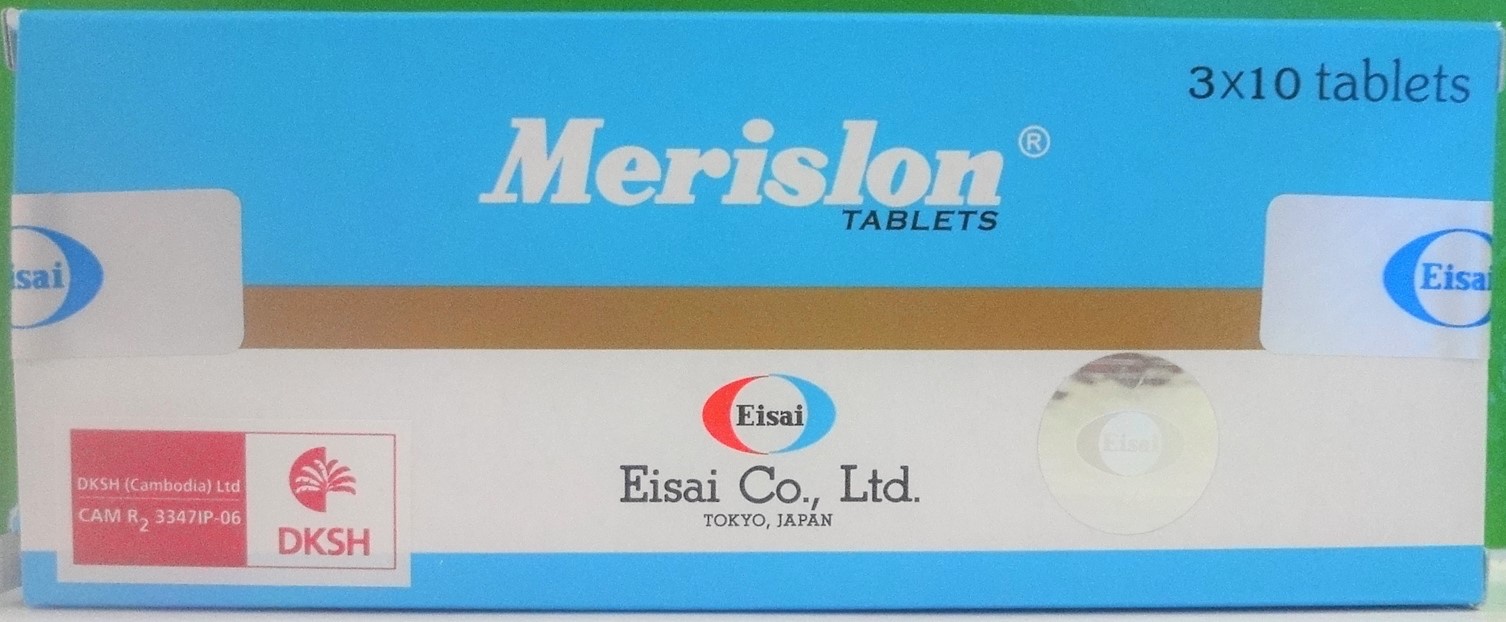 3x10 tablets
Merislon®
TABLETS
isai
Eisai
Eisai
Eisai Co., Ltd.
TOKYO, JAPAN
Eisai
DKSH (Cambodia) Ltd
CAM R₂ 3347IP-06
DKSH